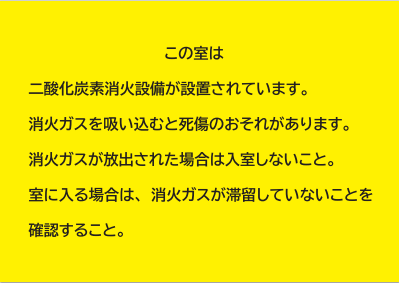 この室は
二酸化炭素消火設備が設置されています。
消火ガスを吸い込むと死傷のおそれがあります。
消火ガスが放出された場合は入室しないこと。
室に入る場合は、消火ガスが滞留していないことを
確認すること。